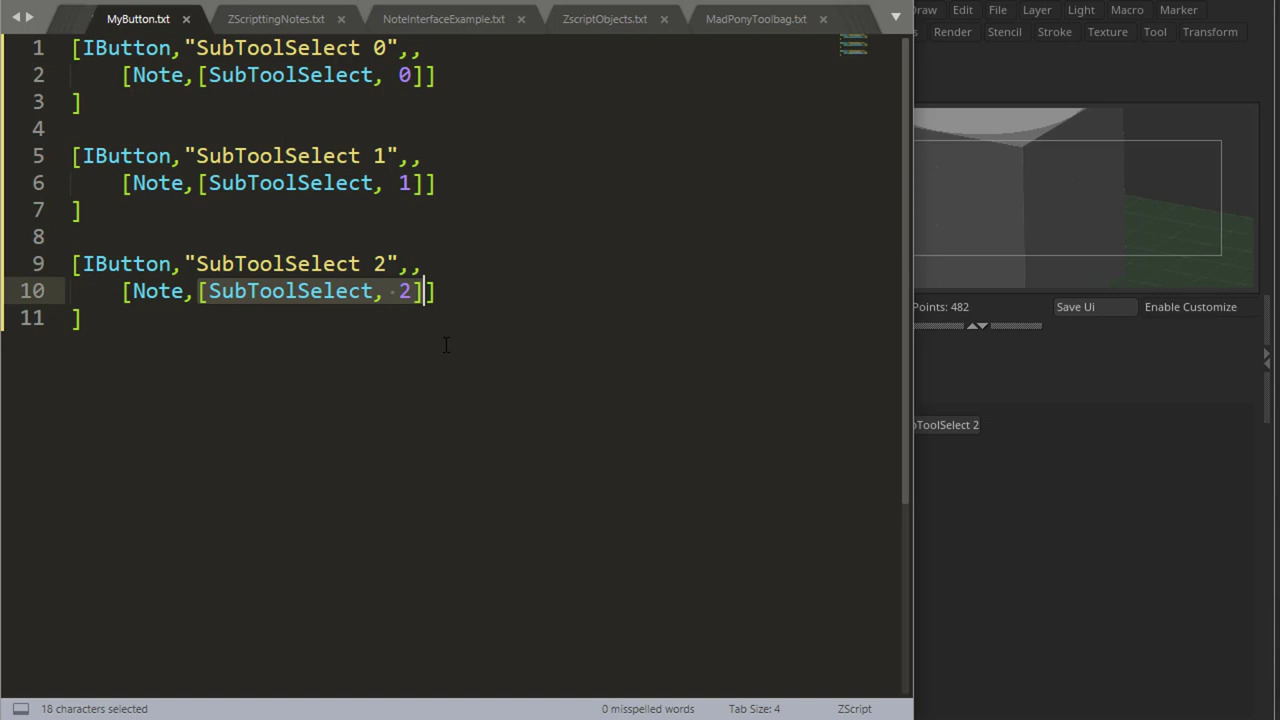 MyButton.txt × ZScripttingNotes.txt × NoteInterfaceExample.txt × ZscriptObjects.txt × MadPonyToolbag.txt ×
Edit File Layer Light Macro Marker
Render Stencil Stroke Texture Tool Transform
1 [IButton,"SubToolSelect 0",,
2 [Note,[SubToolSelect, 0]]
3 ]
4
5 [IButton,"SubToolSelect 1",,
6 [Note,[SubToolSelect, 1]]
7 ]
8
9 [IButton,"SubToolSelect 2",,
10 [Note,[SubToolSelect, 2]]
11 ]
Points: 482 Save Ui Enable Customize
oToolSelect 2
18 characters selected 0 misspelled words Tab Size: 4 ZScript